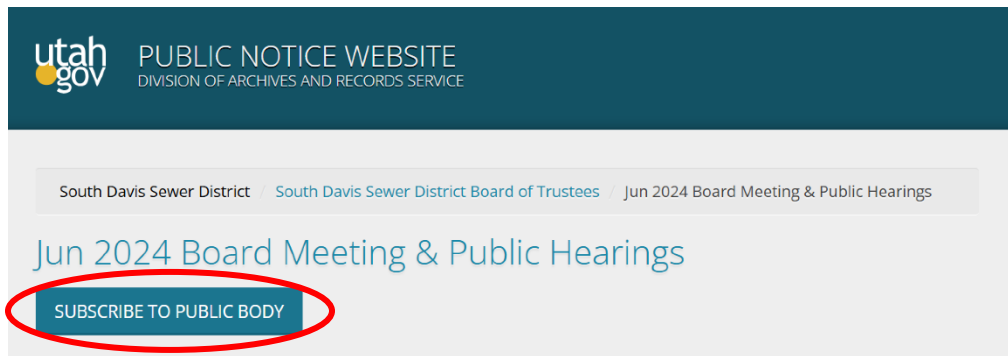 utah
gov
PUBLIC NOTICE WEBSITE
DIVISION OF ARCHIVES AND RECORDS SERVICE
South Davis Sewer District / South Davis Sewer District Board of Trustees / Jun 2024 Board Meeting & Public Hearings
Jun 2024 Board Meeting & Public Hearings
SUBSCRIBE TO PUBLIC BODY